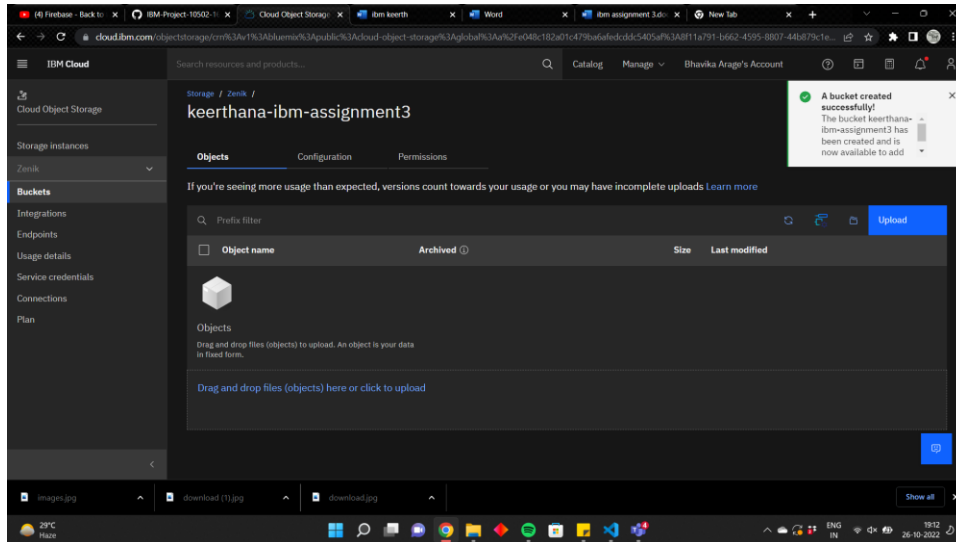 (4) Firebase - Back to
IBM-Project-10502-1
Cloud Object Storage
ibm keerth
Word
ibm assignment 3.do
New Tab
cloud.ibm.com/objectstorage/crn%3Av1%3Abluemix%3Apublic%3Acloud-object-storage%3Aglobal%3Aa%2Fe048c182a01c479ba6afedcddc5405af%3A8f11a791-b662-4595-8807-44b879c1e...
IBM Cloud
Search resources and products...
Catalog
Manage
Bhavika Arage's Account
Cloud Object Storage
Storage instances
Zenik
Buckets
Integrations
Endpoints
Usage details
Service credentials
Connections
Plan
Storage / Zenik /
keerthana-ibm-assignment3
A bucket created
successfully!
The bucket keerthana-
ibm-assignment3 has
been created and is
now available to add
Objects
Configuration
Permissions
If you're seeing more usage than expected, versions count towards your usage or you may have incomplete uploads Learn more
Prefix filter
Upload
Object name
Archived
Size
Last modified
Objects
Drag and drop files (objects) to upload. An object is your data
in fixed form.
Drag and drop files (objects) here or click to upload
images.jpg
download (1).jpg
download.jpg
Show all
29°C
Haze
ENG
IN
19:12
26-10-2022